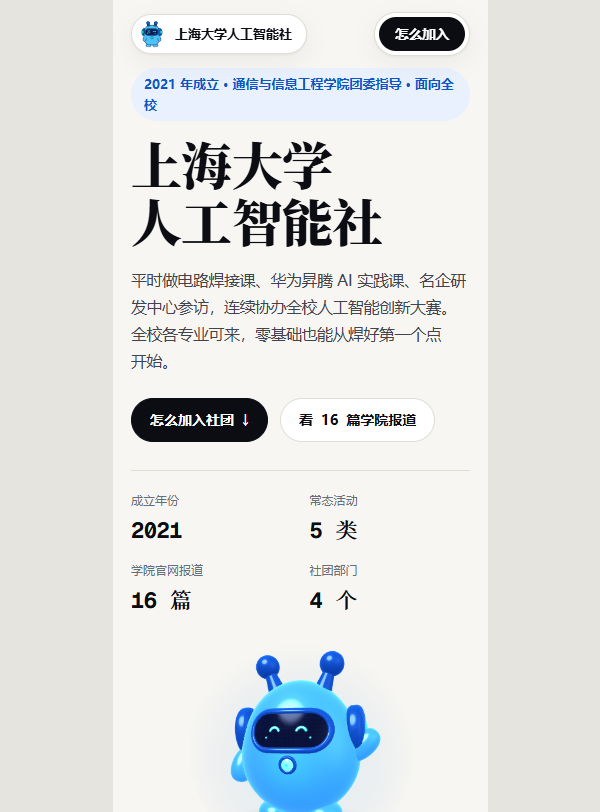 上海大学人工智能社
怎么加入
2021 年成立 • 通信与信息工程学院团委指导 • 面向全
校
上海大学
人工智能社
平时做电路焊接课、华为昇腾 AI 实践课、名企研
发中心参访，连续协办全校人工智能创新大赛。
全校各专业可来，零基础也能从焊好第一个点
开始。
怎么加入社团 ↓
看 16 篇学院报道
成立年份
常态活动
2021
5 类
学院官网报道
社团部门
16 篇
4 个